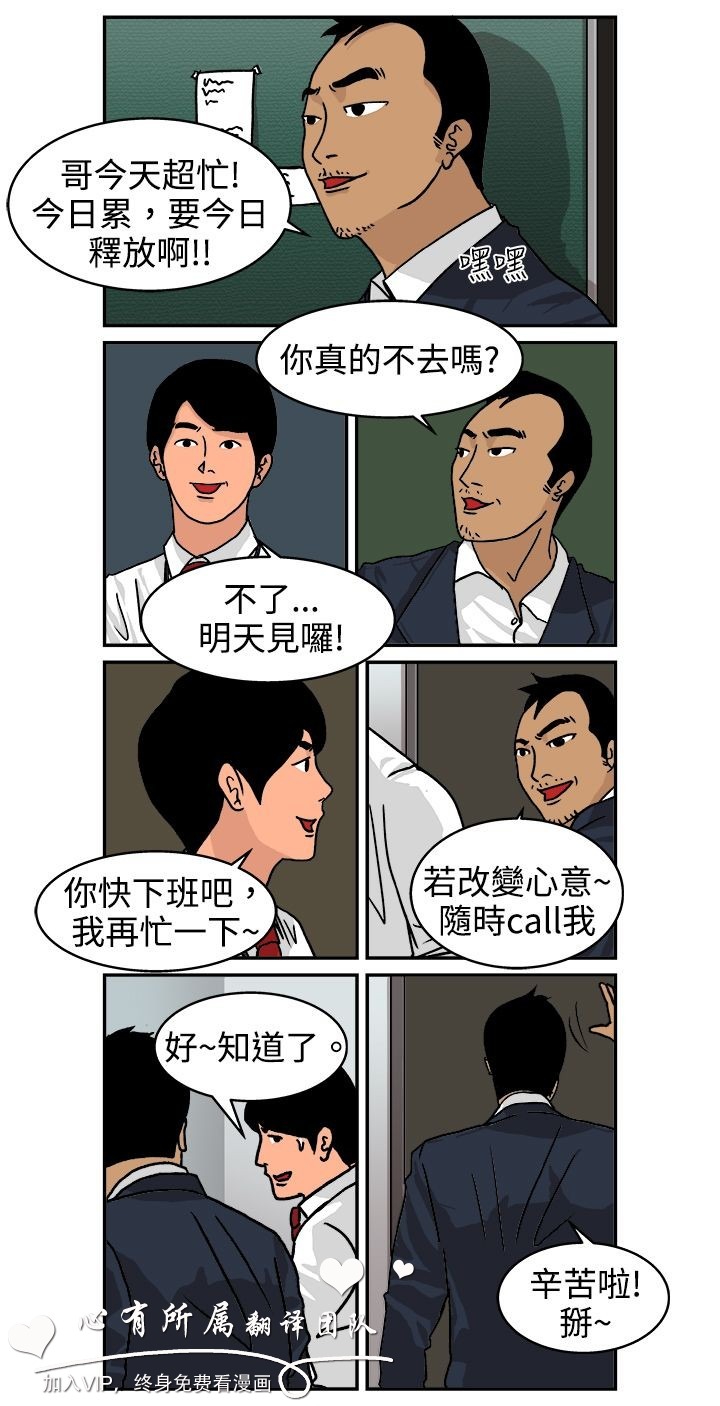 哥今天超忙!
今日累，要今日
釋放啊!!
嘿嘿
你真的不去嗎?
不了...
明天見囉!
你快下班吧，
我再忙一下~
若改變心意~
隨時call我
好~知道了。
辛苦啦!
掰~
心有所属翻译团队
加入VIP，终身免费看漫画